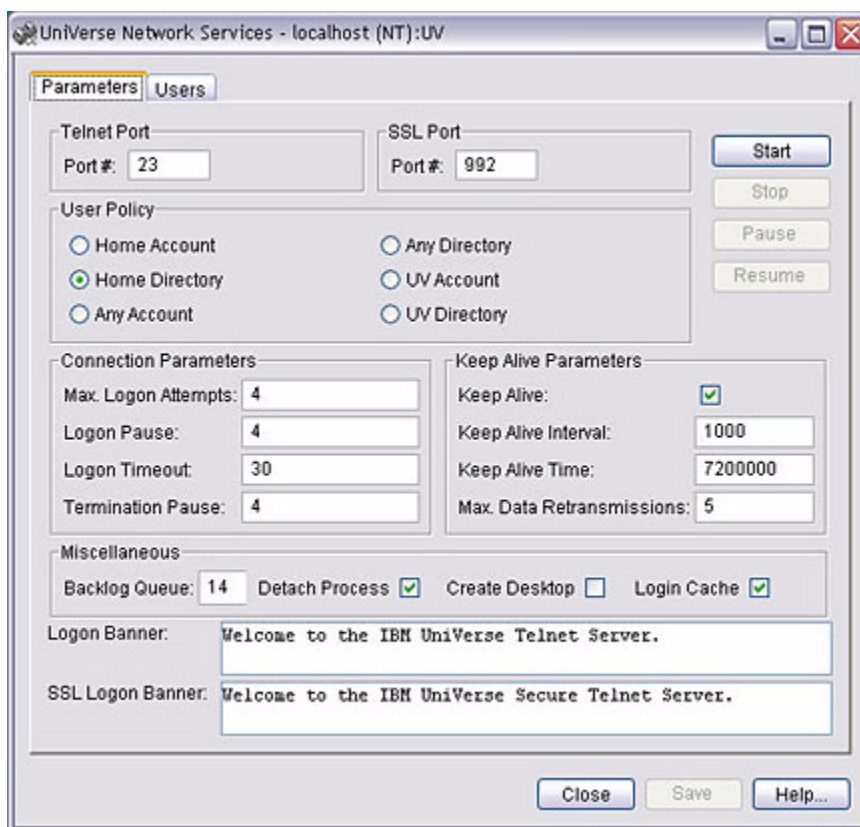 UniVerse Network Services - localhost (NT):UV
Parameters Users
Telnet Port
Port #: 23
SSL Port
Port #: 992
Start
Stop
Pause
Resume
User Policy
Home Account
Any Directory
Home Directory
UV Account
Any Account
UV Directory
Connection Parameters
Max. Logon Attempts: 4
Logon Pause: 4
Logon Timeout: 30
Termination Pause: 4
Keep Alive Parameters
Keep Alive:
Keep Alive Interval: 1000
Keep Alive Time: 7200000
Max. Data Retransmissions: 5
Miscellaneous
Backlog Queue: 14 Detach Process Create Desktop Login Cache
Logon Banner: Welcome to the IBM UniVerse Telnet Server.
SSL Logon Banner: Welcome to the IBM UniVerse Secure Telnet Server.
Close Save Help...